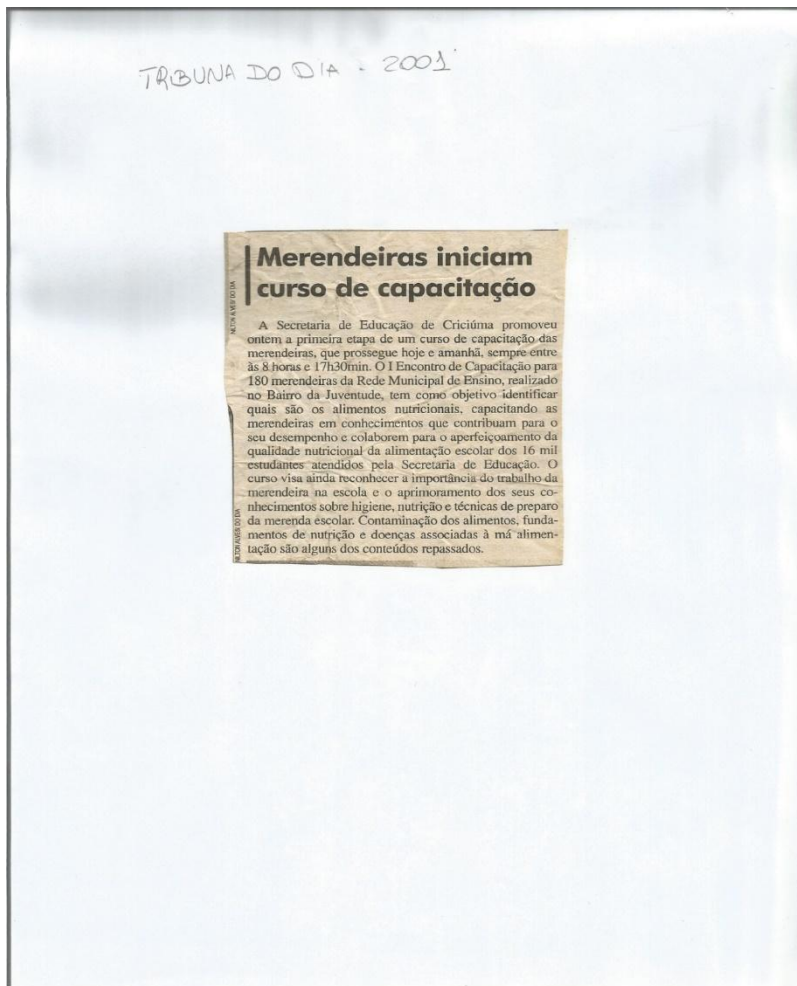 TRIBUNA DO DIA - 2001
Merendeiras iniciam
curso de capacitação
A Secretaria de Educação de Criciúma promoveu
ontem a primeira etapa de um curso de capacitação das
merendeiras, que prossegue hoje e amanhã, sempre entre
às 8 horas e 17h30min. O I Encontro de Capacitação para
180 merendeiras da Rede Municipal de Ensino, realizado
no Bairro da Juventude, tem como objetivo identificar
quais são os alimentos nutricionais, capacitando as
merendeiras em conhecimentos que contribuam para o
seu desempenho e colaborem para o aperfeiçoamento da
qualidade nutricional da alimentação escolar dos 16 mil
estudantes atendidos pela Secretaria de Educação. O
curso visa ainda reconhecer a importância do trabalho da
merendeira na escola e o aprimoramento dos seus co-
nhecimentos sobre higiene, nutrição e técnicas de preparo
da merenda escolar. Contaminação dos alimentos, funda-
mentos de nutrição e doenças associadas à má alimen-
tação são alguns dos conteúdos repassados.